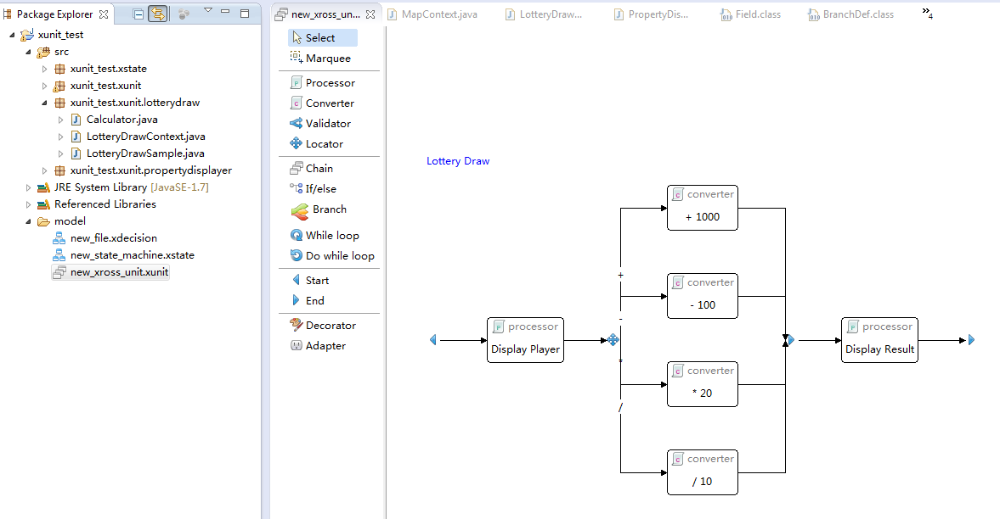 Package Explorer
xunit_test
src
xunit_test.xstate
xunit_test.xunit
xunit_test.xunit.lotterydraw
Calculator.java
LotteryDrawContext.java
LotteryDrawSample.java
xunit_test.xunit.propertydisplayer
JRE System Library [JavaSE-1.7]
Referenced Libraries
model
new_file.xdecision
new_state_machine.xstate
new_xross_unit.xunit
new_xross_un... MapContext.java LotteryDraw... PropertyDis... Field.class BranchDef.class »4
Select
Marquee
Processor
Converter
Validator
Locator
Chain
If/else
Branch
While loop
Do while loop
Start
End
Decorator
Adapter
Lottery Draw
converter
+ 1000
+
converter
- 100
-
processor
Display Player
processor
Display Result
*
converter
* 20
/
converter
/ 10